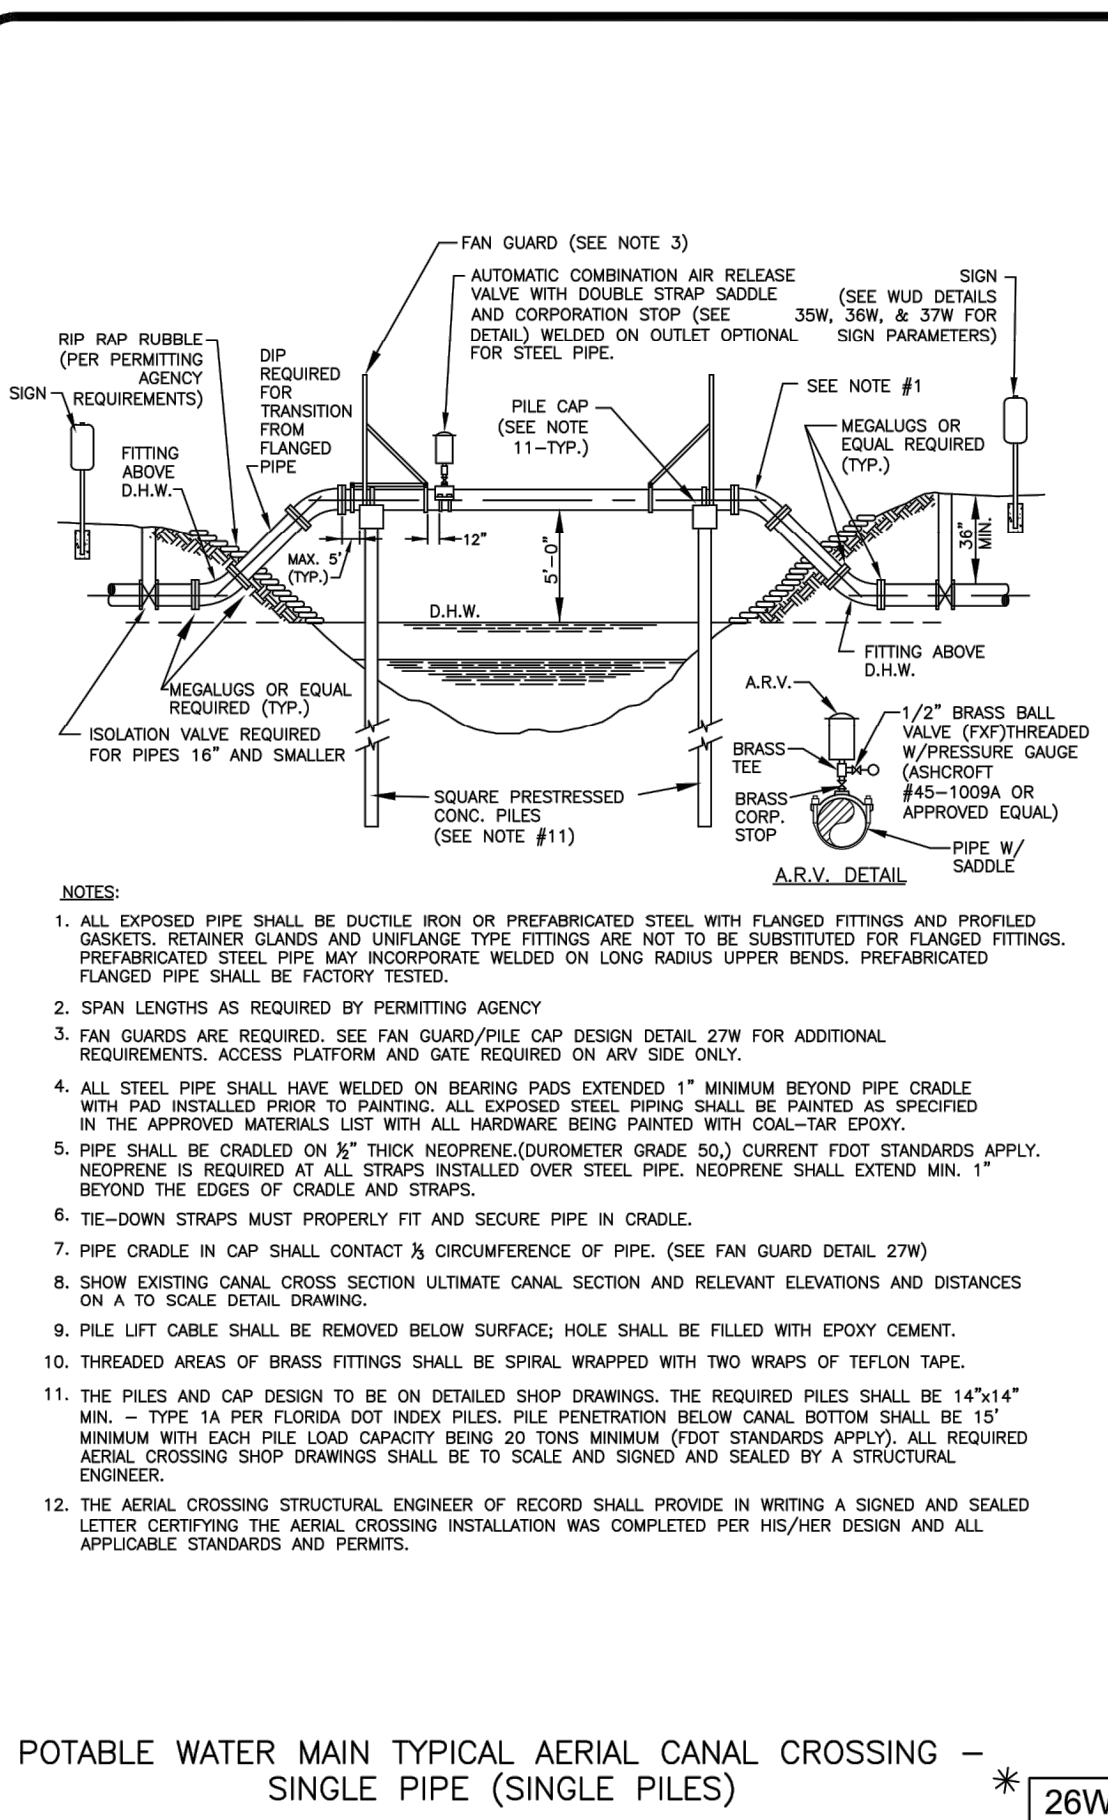 FAN GUARD (SEE NOTE 3)
AUTOMATIC COMBINATION AIR RELEASE
VALVE WITH DOUBLE STRAP SADDLE
AND CORPORATION STOP (SEE
DETAIL) WELDED ON OUTLET OPTIONAL
FOR STEEL PIPE.
SIGN
(SEE WUD DETAILS
35W, 36W, & 37W FOR
SIGN PARAMETERS)
RIP RAP RUBBLE
(PER PERMITTING
AGENCY
REQUIREMENTS)
SIGN
DIP
REQUIRED
FOR
TRANSITION
FROM
FLANGED
PIPE
PILE CAP
(SEE NOTE
11-TYP.)
SEE NOTE #1
MEGALUGS OR
EQUAL REQUIRED
(TYP.)
FITTING
ABOVE
D.H.W.
MAX. 5'
(TYP.)
12"
5'-0"
36"
MIN.
D.H.W.
FITTING ABOVE
D.H.W.
MEGALUGS OR EQUAL
REQUIRED (TYP.)
ISOLATION VALVE REQUIRED
FOR PIPES 16" AND SMALLER
SQUARE PRESTRESSED
CONC. PILES
(SEE NOTE #11)
A.R.V.
BRASS
TEE
BRASS
CORP.
STOP
1/2" BRASS BALL
VALVE (FXF)THREADED
W/PRESSURE GAUGE
(ASHCROFT
#45-1009A OR
APPROVED EQUAL)
PIPE W/
SADDLE
A.R.V. DETAIL
NOTES:
1. ALL EXPOSED PIPE SHALL BE DUCTILE IRON OR PREFABRICATED STEEL WITH FLANGED FITTINGS AND PROFILED
GASKETS. RETAINER GLANDS AND UNIFLANGE TYPE FITTINGS ARE NOT TO BE SUBSTITUTED FOR FLANGED FITTINGS.
PREFABRICATED STEEL PIPE MAY INCORPORATE WELDED ON LONG RADIUS UPPER BENDS. PREFABRICATED
FLANGED PIPE SHALL BE FACTORY TESTED.
2. SPAN LENGTHS AS REQUIRED BY PERMITTING AGENCY
3. FAN GUARDS ARE REQUIRED. SEE FAN GUARD/PILE CAP DESIGN DETAIL 27W FOR ADDITIONAL
REQUIREMENTS. ACCESS PLATFORM AND GATE REQUIRED ON ARV SIDE ONLY.
4. ALL STEEL PIPE SHALL HAVE WELDED ON BEARING PADS EXTENDED 1" MINIMUM BEYOND PIPE CRADLE
WITH PAD INSTALLED PRIOR TO PAINTING. ALL EXPOSED STEEL PIPING SHALL BE PAINTED AS SPECIFIED
IN THE APPROVED MATERIALS LIST WITH ALL HARDWARE BEING PAINTED WITH COAL-TAR EPOXY.
5. PIPE SHALL BE CRADLED ON ½" THICK NEOPRENE.(DUROMETER GRADE 50,) CURRENT FDOT STANDARDS APPLY.
NEOPRENE IS REQUIRED AT ALL STRAPS INSTALLED OVER STEEL PIPE. NEOPRENE SHALL EXTEND MIN. 1"
BEYOND THE EDGES OF CRADLE AND STRAPS.
6. TIE-DOWN STRAPS MUST PROPERLY FIT AND SECURE PIPE IN CRADLE.
7. PIPE CRADLE IN CAP SHALL CONTACT ⅓ CIRCUMFERENCE OF PIPE. (SEE FAN GUARD DETAIL 27W)
8. SHOW EXISTING CANAL CROSS SECTION ULTIMATE CANAL SECTION AND RELEVANT ELEVATIONS AND DISTANCES
ON A TO SCALE DETAIL DRAWING.
9. PILE LIFT CABLE SHALL BE REMOVED BELOW SURFACE; HOLE SHALL BE FILLED WITH EPOXY CEMENT.
10. THREADED AREAS OF BRASS FITTINGS SHALL BE SPIRAL WRAPPED WITH TWO WRAPS OF TEFLON TAPE.
11. THE PILES AND CAP DESIGN TO BE ON DETAILED SHOP DRAWINGS. THE REQUIRED PILES SHALL BE 14"x14"
MIN. - TYPE 1A PER FLORIDA DOT INDEX PILES. PILE PENETRATION BELOW CANAL BOTTOM SHALL BE 15'
MINIMUM WITH EACH PILE LOAD CAPACITY BEING 20 TONS MINIMUM (FDOT STANDARDS APPLY). ALL REQUIRED
AERIAL CROSSING SHOP DRAWINGS SHALL BE TO SCALE AND SIGNED AND SEALED BY A STRUCTURAL
ENGINEER.
12. THE AERIAL CROSSING STRUCTURAL ENGINEER OF RECORD SHALL PROVIDE IN WRITING A SIGNED AND SEALED
LETTER CERTIFYING THE AERIAL CROSSING INSTALLATION WAS COMPLETED PER HIS/HER DESIGN AND ALL
APPLICABLE STANDARDS AND PERMITS.
POTABLE WATER MAIN TYPICAL AERIAL CANAL CROSSING -
SINGLE PIPE (SINGLE PILES)
* 26W